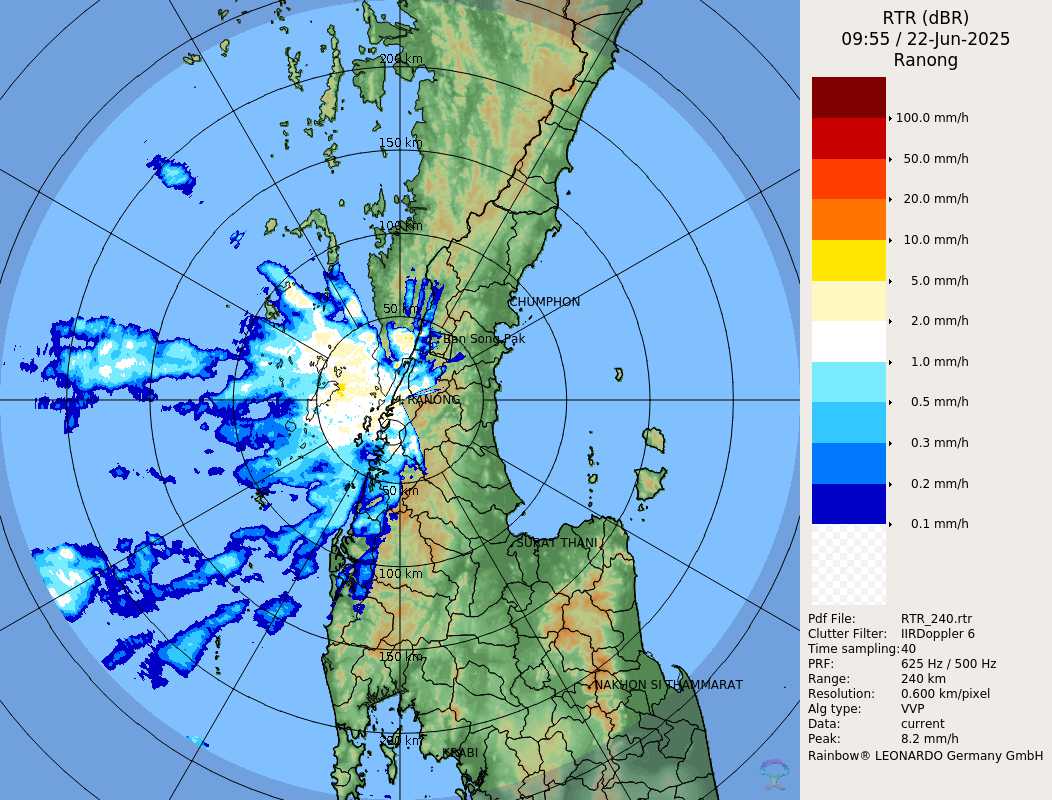 RTR (dBR)
09:55 / 22-Jun-2025
Ranong
100.0 mm/h
50.0 mm/h
20.0 mm/h
10.0 mm/h
5.0 mm/h
2.0 mm/h
1.0 mm/h
0.5 mm/h
0.3 mm/h
0.2 mm/h
0.1 mm/h
Pdf File: RTR_240.rtr
Clutter Filter: IIRDoppler 6
Time sampling:40
PRF: 625 Hz / 500 Hz
Range: 240 km
Resolution: 0.600 km/pixel
Alg type: VVP
Data: current
Peak: 8.2 mm/h
Rainbow® LEONARDO Germany GmbH
200 km
150 km
100 km
50 km
CHUMPHON
Ban Song Pak
RANONG
50 km
SURAT THANI
100 km
150 km
NAKHON SI THAMMARAT
200 km
KRABI